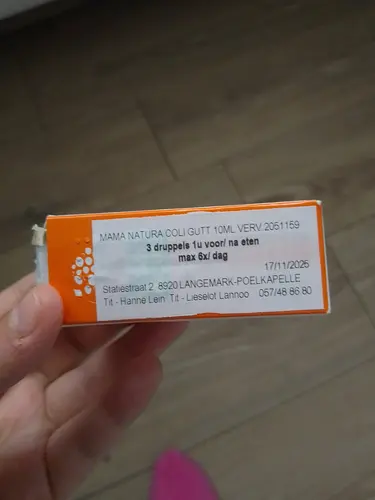 MAMA NATURA COLI GUTT 10ML VERV.2051159
3 druppels 1u voor/ na eten
max 6x/ dag
17/11/2025
Statiestraat 2 8920 LANGEMARK-POELKAPELLE
Tit - Hanne Lein Tit - Lieselot Lannoo 057/48 86 80